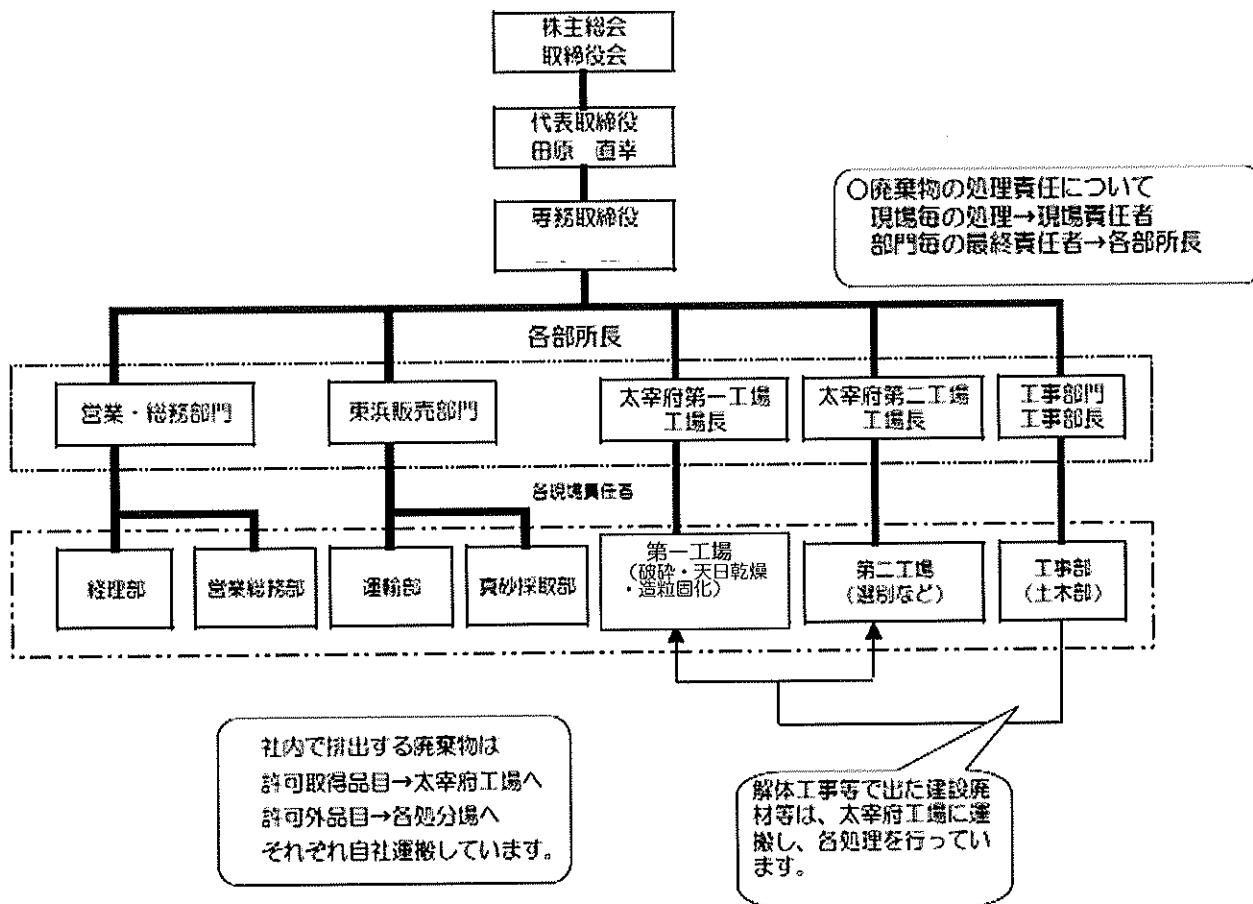 株主総会
取締役会
代表取締役
田原　直幸
専務取締役
〇廃棄物の処理責任について
現場毎の処理→現場責任者
部門毎の最終責任者→各部所長
各部所長
営業・総務部門
東浜販売部門
太宰府第一工場
工場長
太宰府第二工場
工場長
工事部門
工事部長
各現場責任者
経理部
営業総務部
運輸部
真砂採取部
第一工場
（破砕・天日乾燥
・造粒固化）
第二工場
（選別など）
工事部
（土木部）
社内で排出する廃棄物は
許可取得品目→太宰府工場へ
許可外品目→各処分場へ
それぞれ自社運搬しています。
解体工事等で出た建設廃
材等は、太宰府工場に運
搬し、各処理を行ってい
ます。